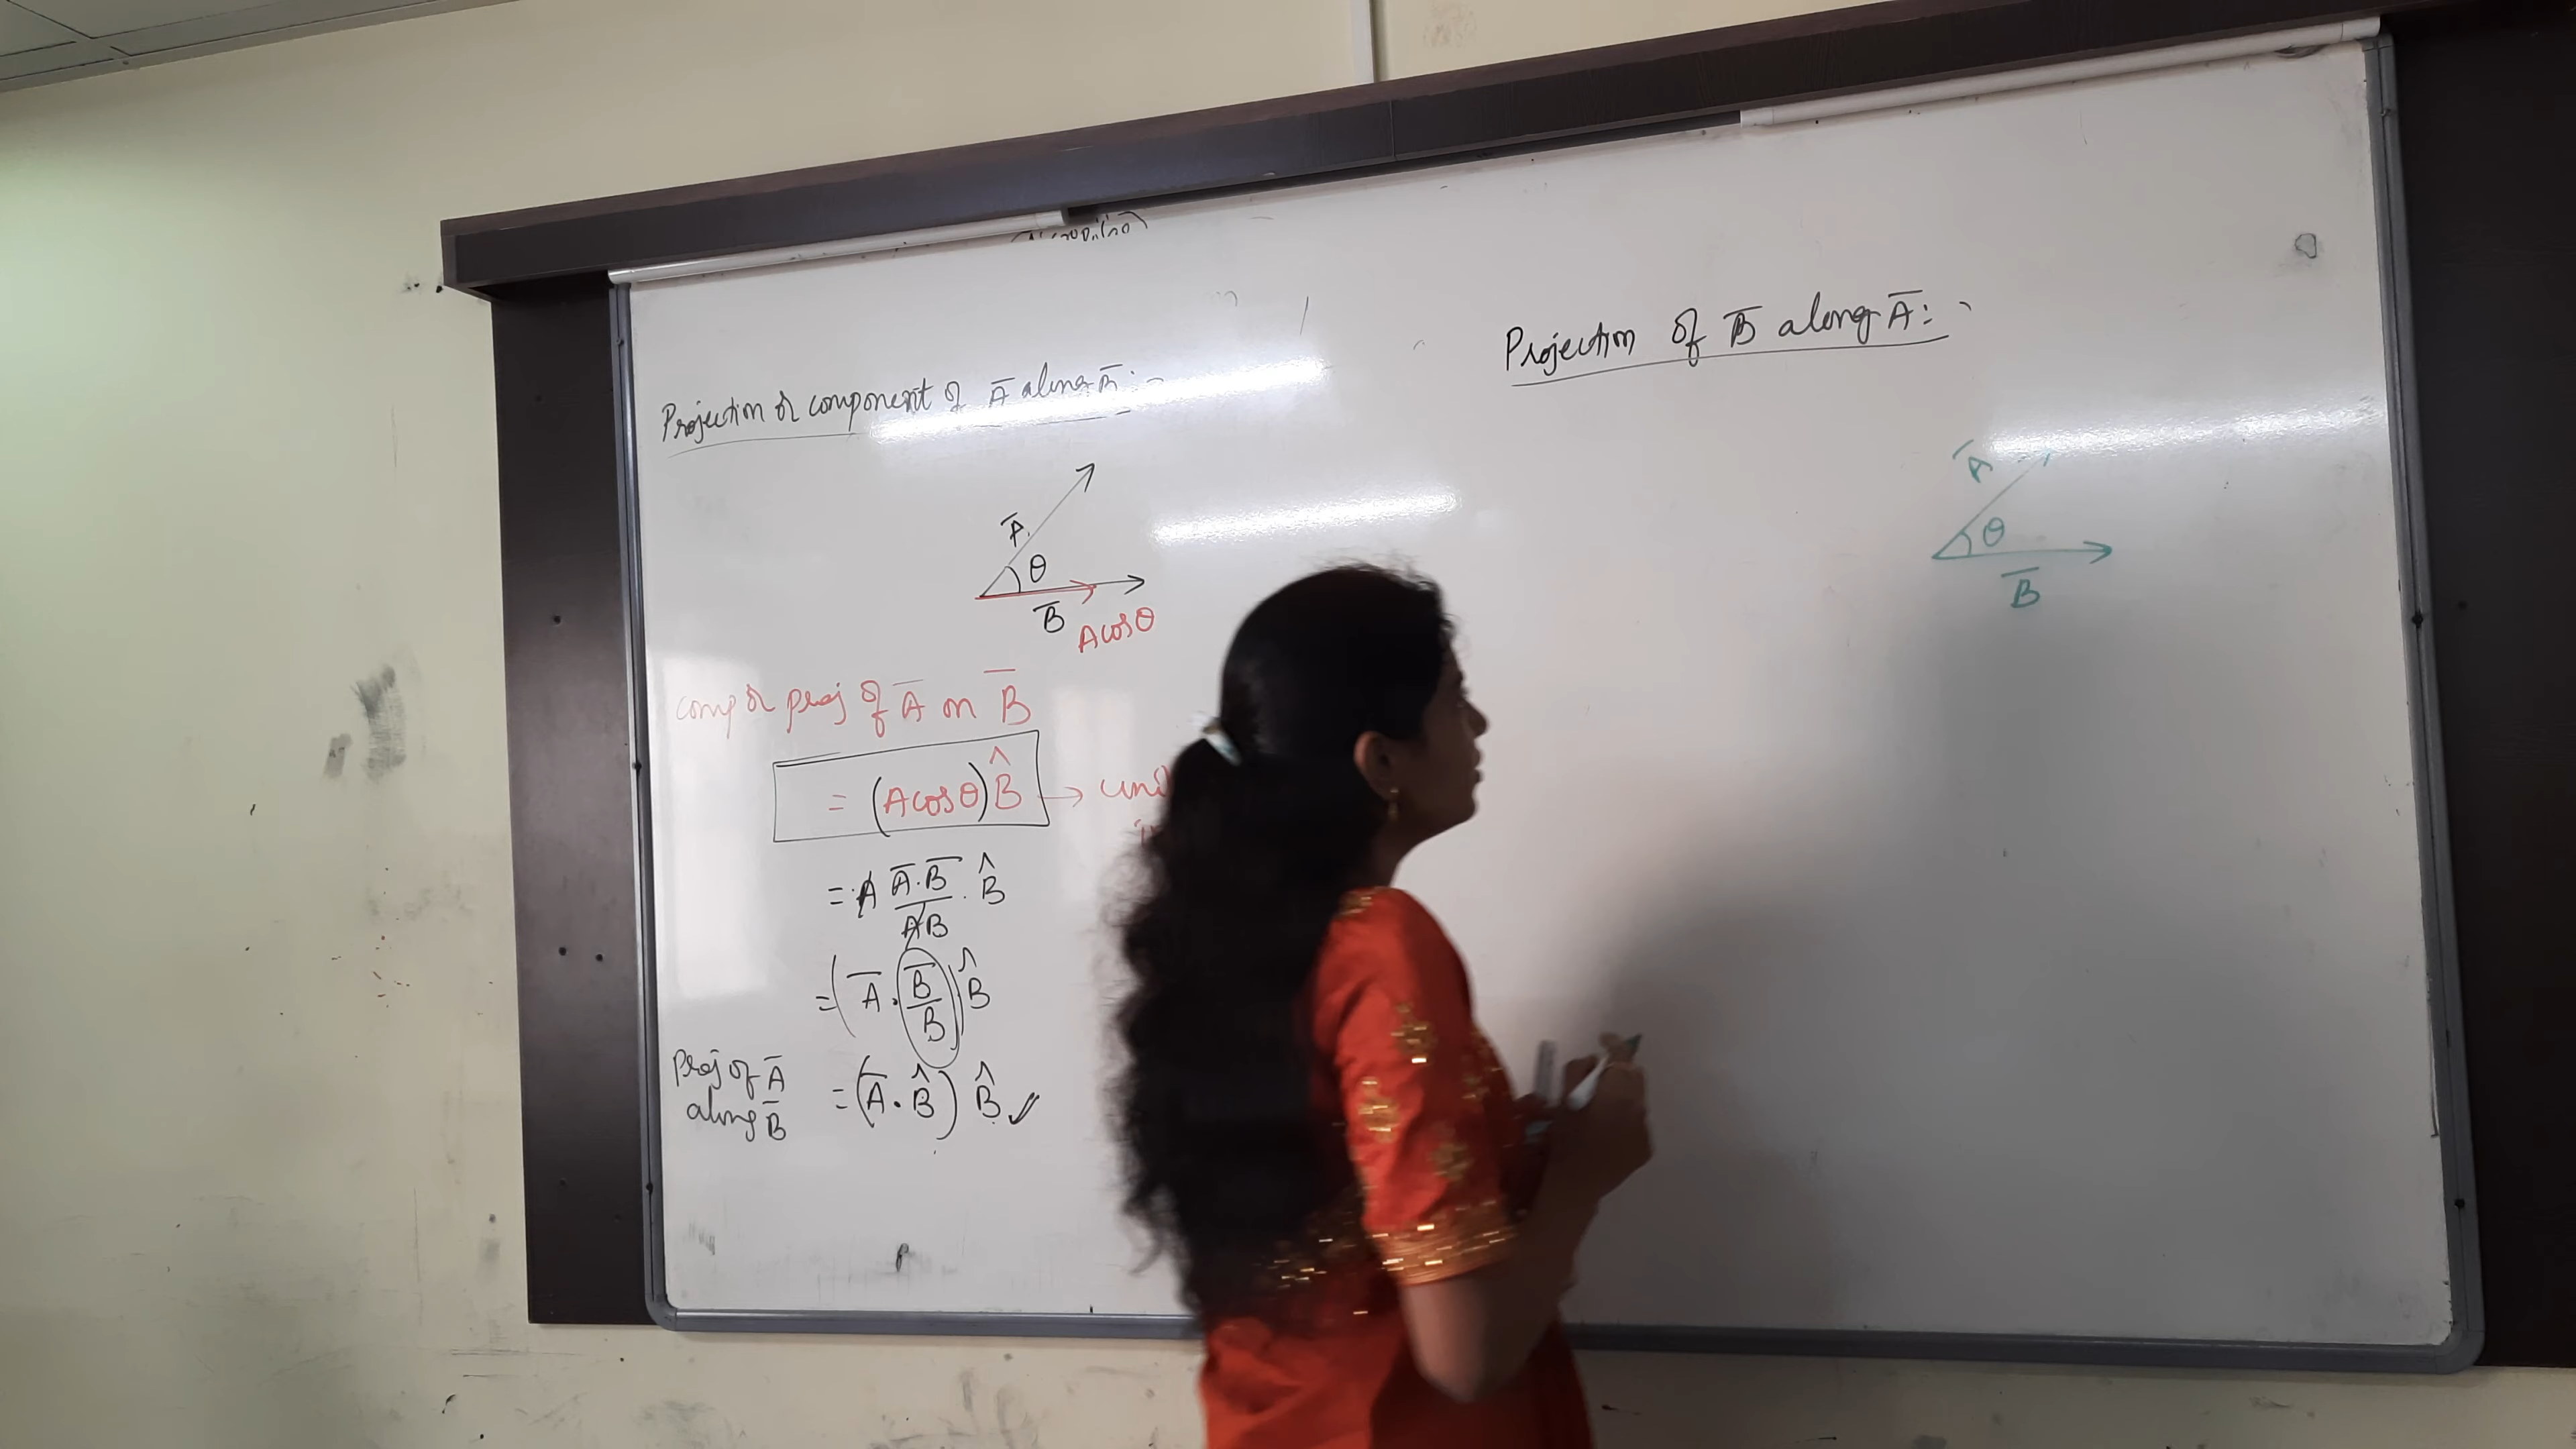 Projection or component of A̅ along B̅ :-
A̅
θ
B̅
Acosθ
comp or proj of A̅ on B̅
= (Acosθ) B̂ →
= A A̅.B̅/AB . B̂
= (A̅ . B̅/B) B̂
Proj of A̅ along B̅ = (A̅ . B̂) B̂ ✓
Projection of B̅ along A̅ :-
A̅
θ
B̅